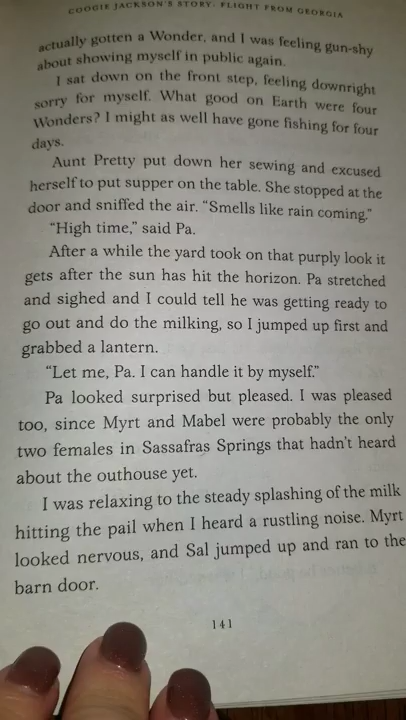 COOGIE JACKSON'S STORY: FLIGHT FROM GEORGIA
actually gotten a Wonder, and I was feeling gun-shy
about showing myself in public again.
I sat down on the front step, feeling downright
sorry for myself. What good on Earth were four
Wonders? I might as well have gone fishing for four
days.
Aunt Pretty put down her sewing and excused
herself to put supper on the table. She stopped at the
door and sniffed the air. "Smells like rain coming."
"High time," said Pa.
After a while the yard took on that purply look it
gets after the sun has hit the horizon. Pa stretched
and sighed and I could tell he was getting ready to
go out and do the milking, so I jumped up first and
grabbed a lantern.
"Let me, Pa. I can handle it by myself."
Pa looked surprised but pleased. I was pleased
too, since Myrt and Mabel were probably the only
two females in Sassafras Springs that hadn't heard
about the outhouse yet.
I was relaxing to the steady splashing of the milk
hitting the pail when I heard a rustling noise. Myrt
looked nervous, and Sal jumped up and ran to the
barn door.
141